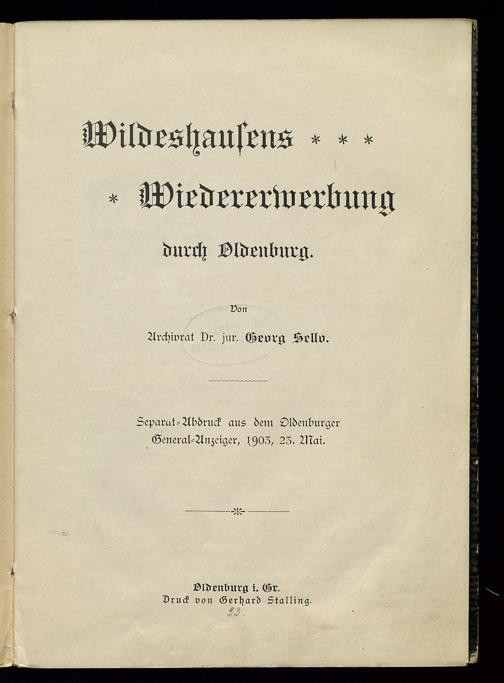 Wildeshauſens * * *
* Wiedererwerbung
durch Oldenburg.
Von
Archivrat Dr. jur. Georg Sello.
Separat-Abdruck aus dem Oldenburger
General-Anzeiger, 1903, 23. Mai.
Oldenburg i. Gr.
Druck von Gerhard Stalling.